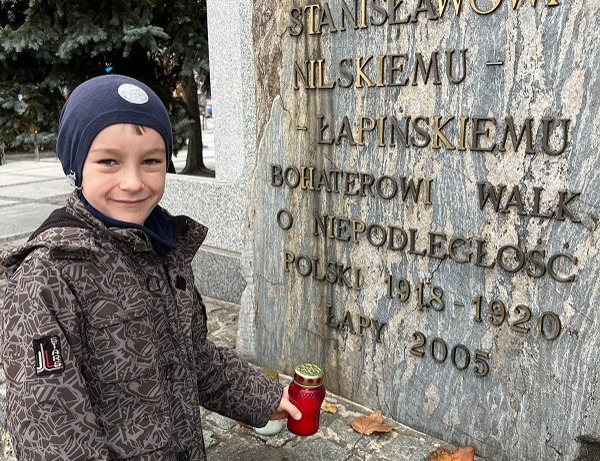 STANISŁAWOWI
NILSKIEMU –
– ŁAPIŃSKIEMU
BOHATEROWI WALK
O NIEPODLEGŁOŚĆ
POLSKI 1918 – 1920
ŁAPY 2005